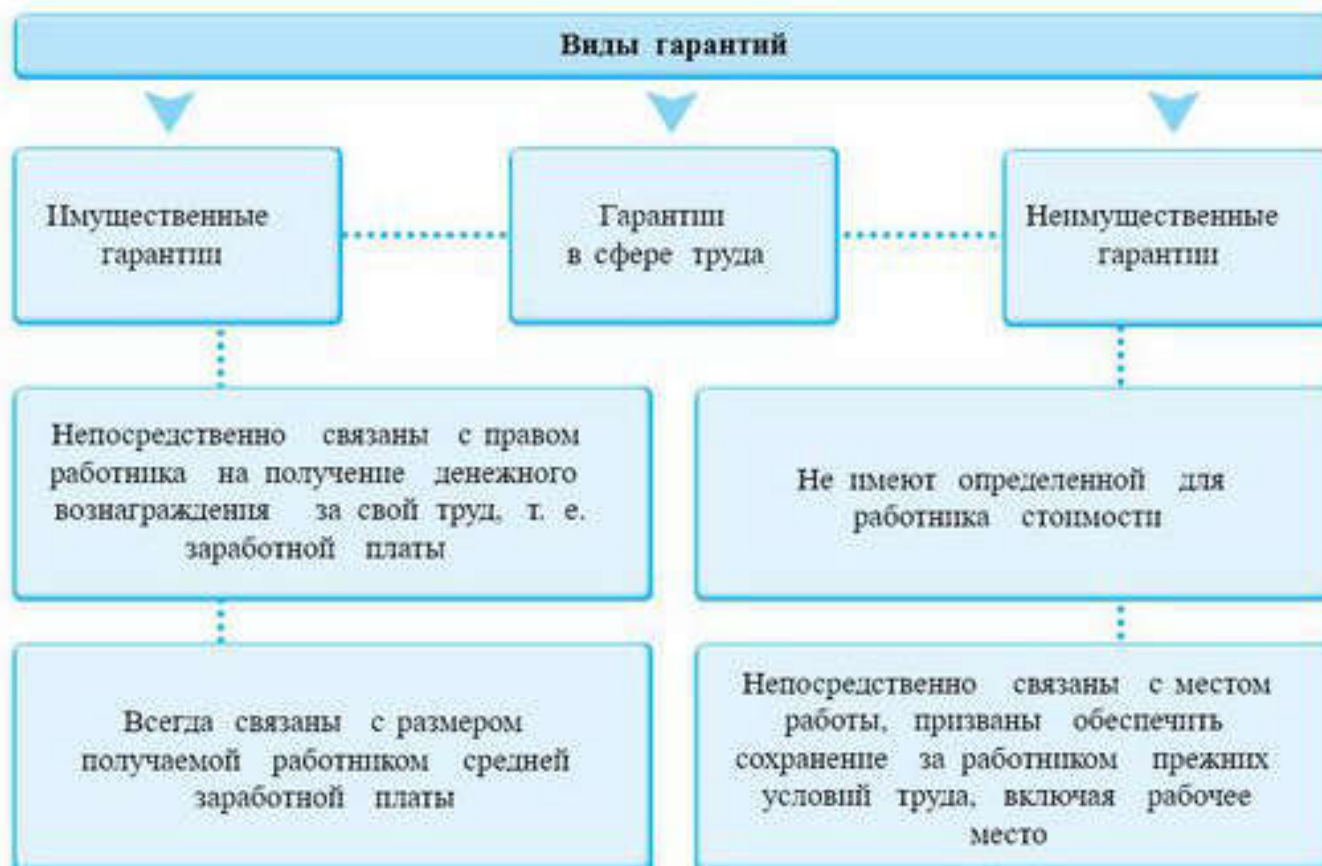 Виды гарантий
Имущественные
гарантии
Гарантии
в сфере труда
Неимущественные
гарантии
Непосредственно связаны с правом
работника на получение денежного
вознаграждения за свой труд, т. е.
заработной платы
Не имеют определенной для
работника стоимости
Всегда связаны с размером
получаемой работником средней
заработной платы
Непосредственно связаны с местом
работы, призваны обеспечить
сохранение за работником прежних
условий труда, включая рабочее
место